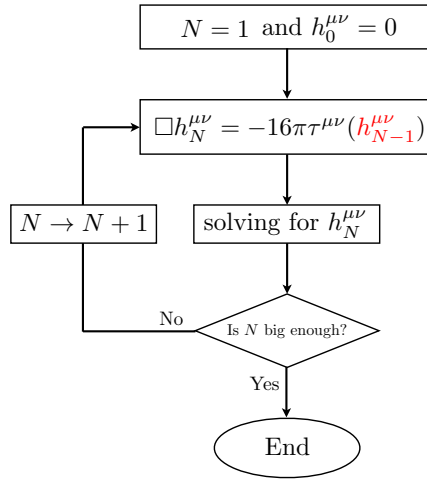 N = 1 and h_0^{μν} = 0
□h_N^{μν} = −16πτ^{μν}(h_{N−1}^{μν})
N → N + 1
solving for h_N^{μν}
Is N big enough?
No
Yes
End